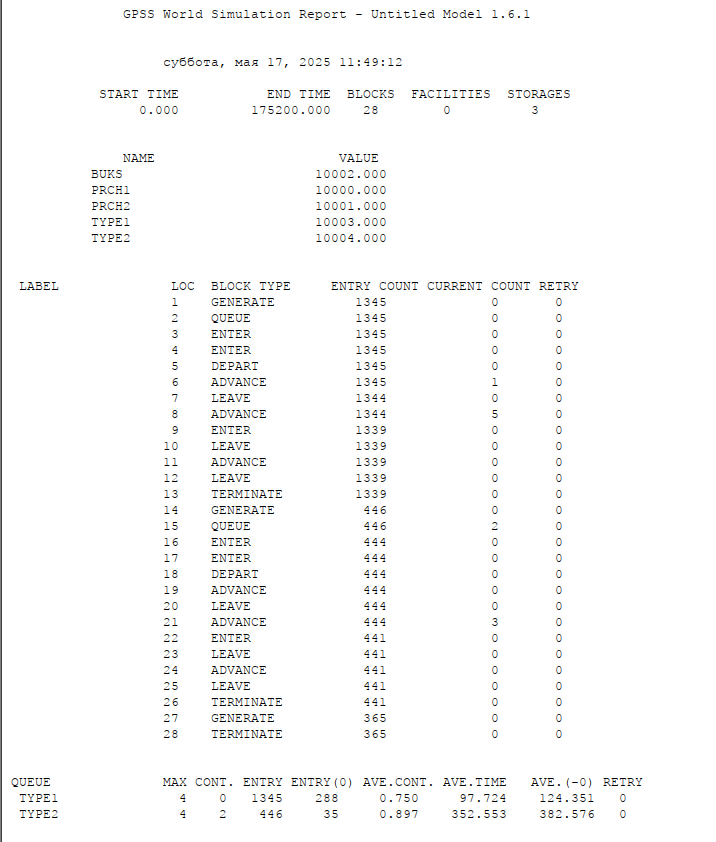 GPSS World Simulation Report - Untitled Model 1.6.1
суббота, мая 17, 2025 11:49:12
START TIME END TIME BLOCKS FACILITIES STORAGES
0.000 175200.000 28 0 3
NAME VALUE
BUKS 10002.000
PRCH1 10000.000
PRCH2 10001.000
TYPE1 10003.000
TYPE2 10004.000
LABEL LOC BLOCK TYPE ENTRY COUNT CURRENT COUNT RETRY
1 GENERATE 1345 0 0
2 QUEUE 1345 0 0
3 ENTER 1345 0 0
4 ENTER 1345 0 0
5 DEPART 1345 0 0
6 ADVANCE 1345 1 0
7 LEAVE 1344 0 0
8 ADVANCE 1344 5 0
9 ENTER 1339 0 0
10 LEAVE 1339 0 0
11 ADVANCE 1339 0 0
12 LEAVE 1339 0 0
13 TERMINATE 1339 0 0
14 GENERATE 446 0 0
15 QUEUE 446 2 0
16 ENTER 444 0 0
17 ENTER 444 0 0
18 DEPART 444 0 0
19 ADVANCE 444 0 0
20 LEAVE 444 0 0
21 ADVANCE 444 3 0
22 ENTER 441 0 0
23 LEAVE 441 0 0
24 ADVANCE 441 0 0
25 LEAVE 441 0 0
26 TERMINATE 441 0 0
27 GENERATE 365 0 0
28 TERMINATE 365 0 0
QUEUE MAX CONT. ENTRY ENTRY(0) AVE.CONT. AVE.TIME AVE.(-0) RETRY
TYPE1 4 0 1345 288 0.750 97.724 124.351 0
TYPE2 4 2 446 35 0.897 352.553 382.576 0